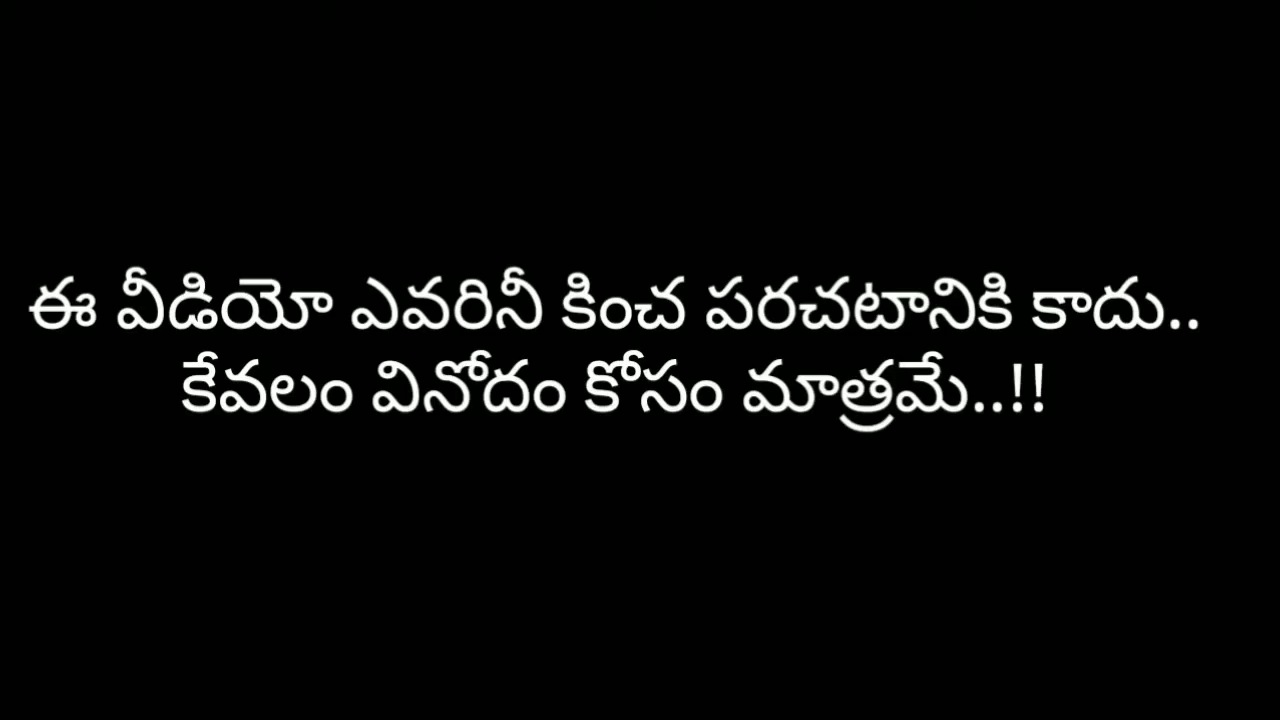 ఈ వీడియో ఎవరినీ కించ పరచటానికి కాదు..
కేవలం వినోదం కోసం మాత్రమే..!!